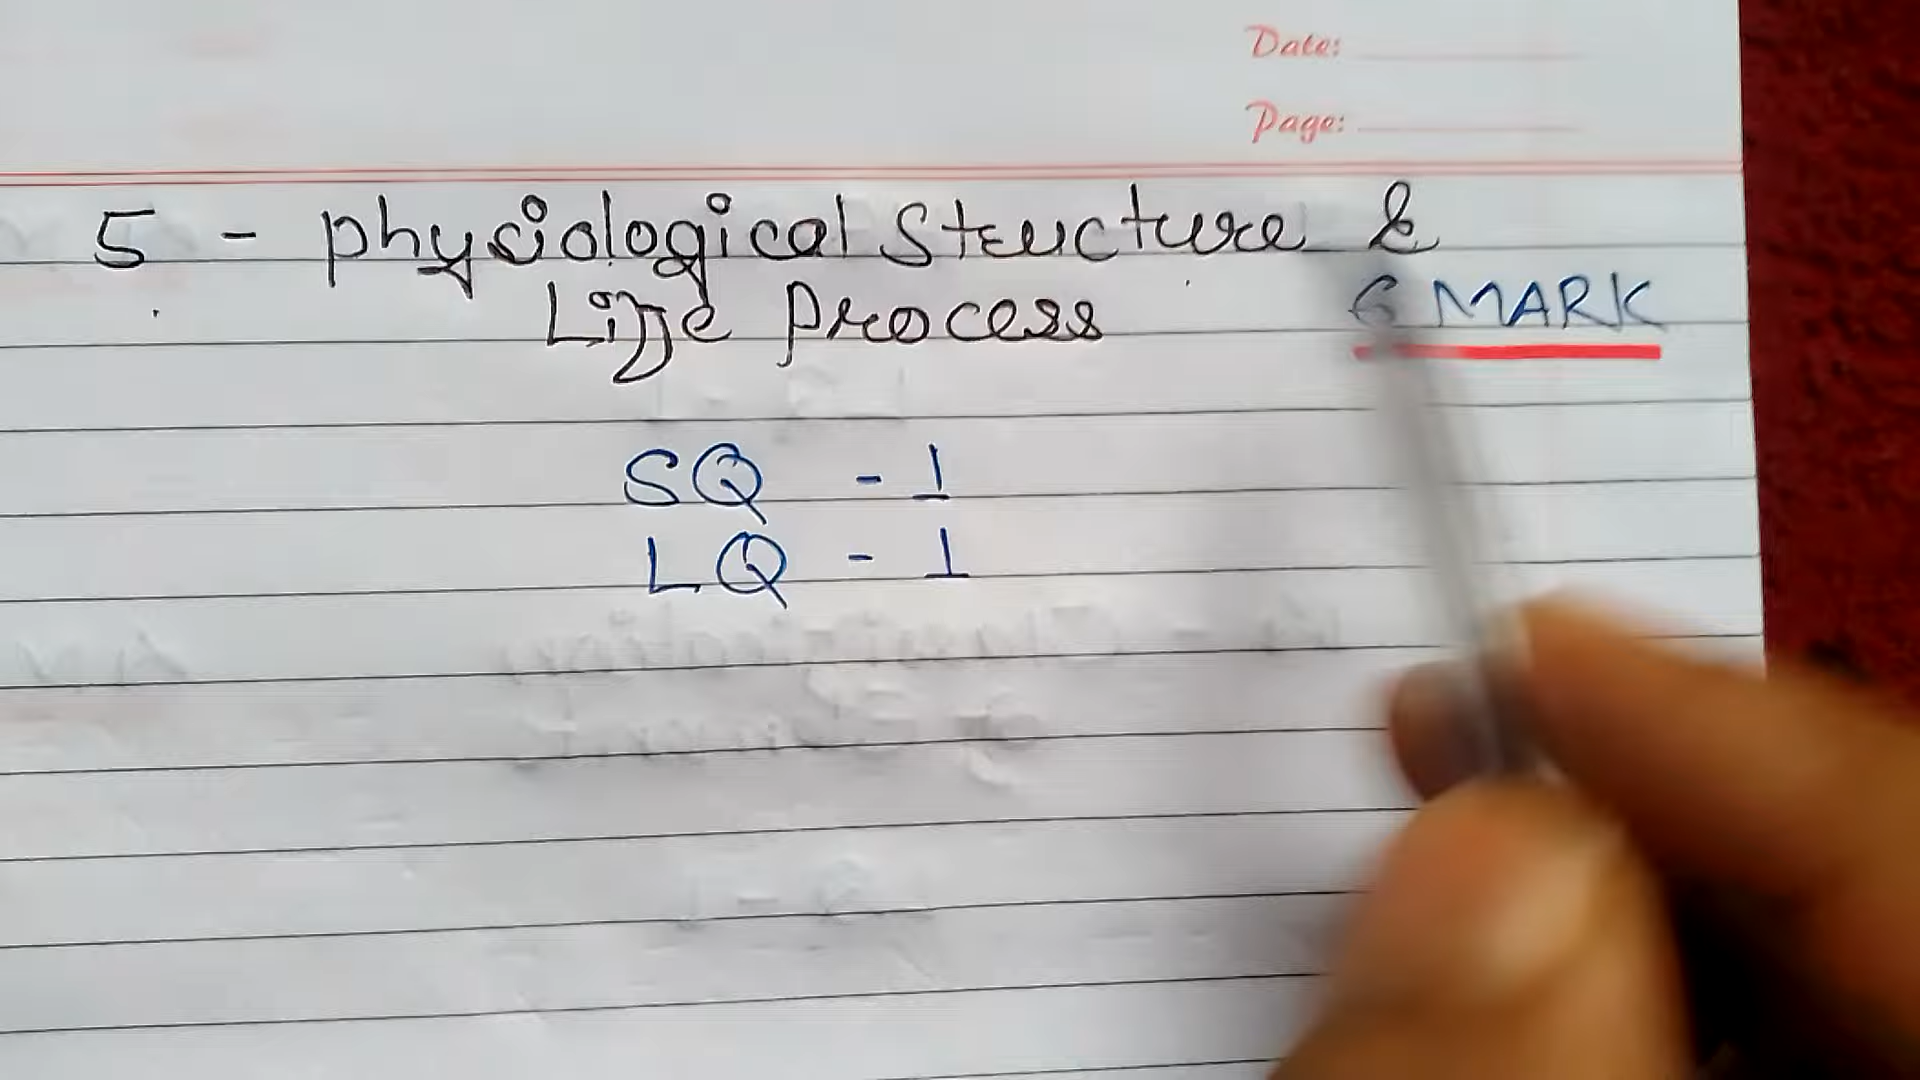 Date:
Page:
5 - physiological structure &
Life process
6 MARK
SQ - 1
LQ - 1